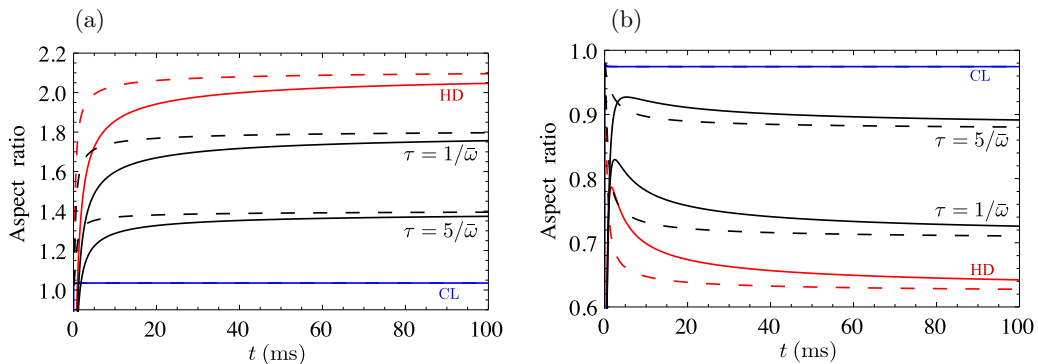 (a)
2.2
2.0
1.8
1.6
1.4
1.2
1.0
Aspect ratio
HD
τ = 1/ω̄
τ = 5/ω̄
CL
0 20 40 60 80 100
t (ms)
(b)
1.0
0.9
0.8
0.7
0.6
Aspect ratio
CL
τ = 5/ω̄
τ = 1/ω̄
HD
0 20 40 60 80 100
t (ms)